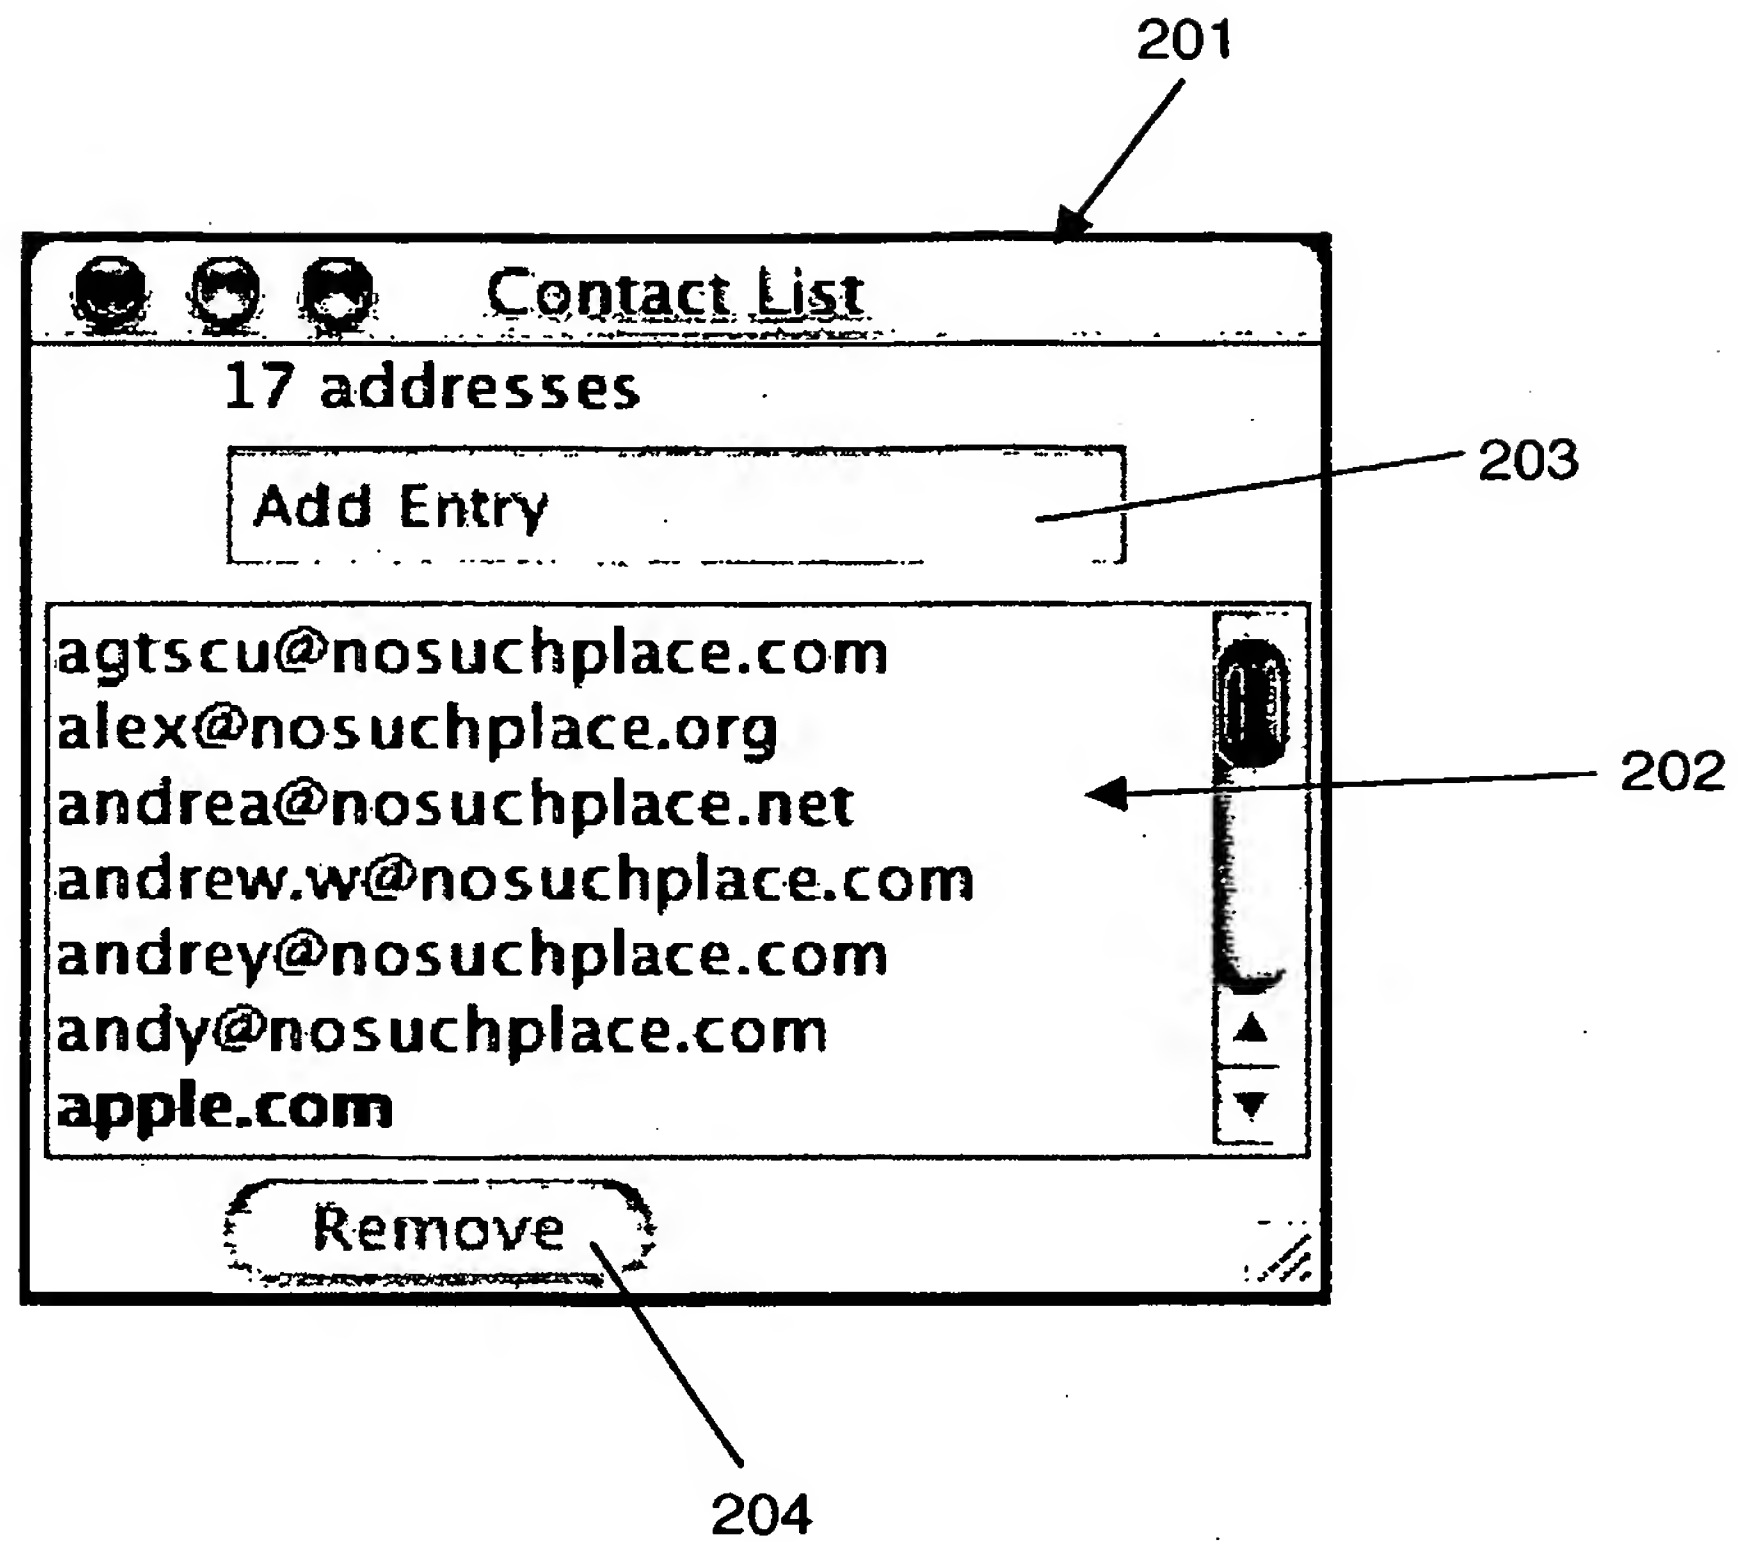 201
Contact List
17 addresses
Add Entry
203
agtscu@nosuchplace.com
alex@nosuchplace.org
andrea@nosuchplace.net
202
andrew.w@nosuchplace.com
andrey@nosuchplace.com
andy@nosuchplace.com
apple.com
Remove
204